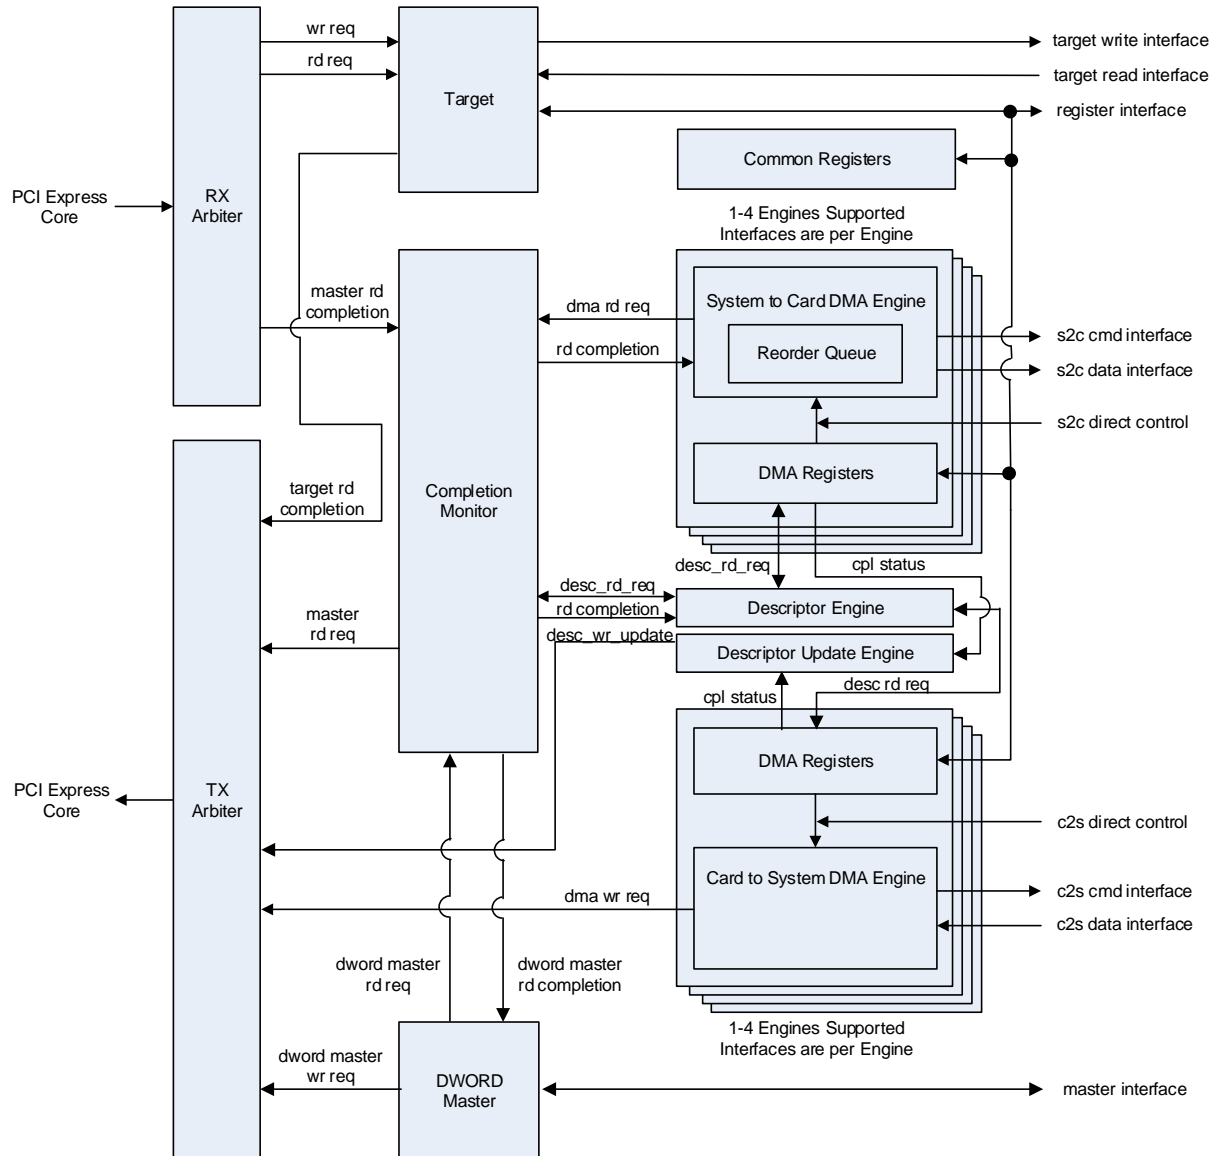 wr req
rd req
Target
target write interface
target read interface
register interface
Common Registers
PCI Express
Core
RX
Arbiter
1-4 Engines Supported
Interfaces are per Engine
master rd
completion
dma rd req
rd completion
System to Card DMA Engine
Reorder Queue
s2c cmd interface
s2c data interface
s2c direct control
DMA Registers
target rd
completion
Completion
Monitor
desc_rd_req
cpl status
desc_rd_req
rd completion
desc_wr_update
Descriptor Engine
Descriptor Update Engine
master
rd req
cpl status
desc rd req
DMA Registers
PCI Express
Core
TX
Arbiter
c2s direct control
Card to System DMA Engine
dma wr req
c2s cmd interface
c2s data interface
dword master
rd req
dword master
rd completion
1-4 Engines Supported
Interfaces are per Engine
dword master
wr req
DWORD
Master
master interface